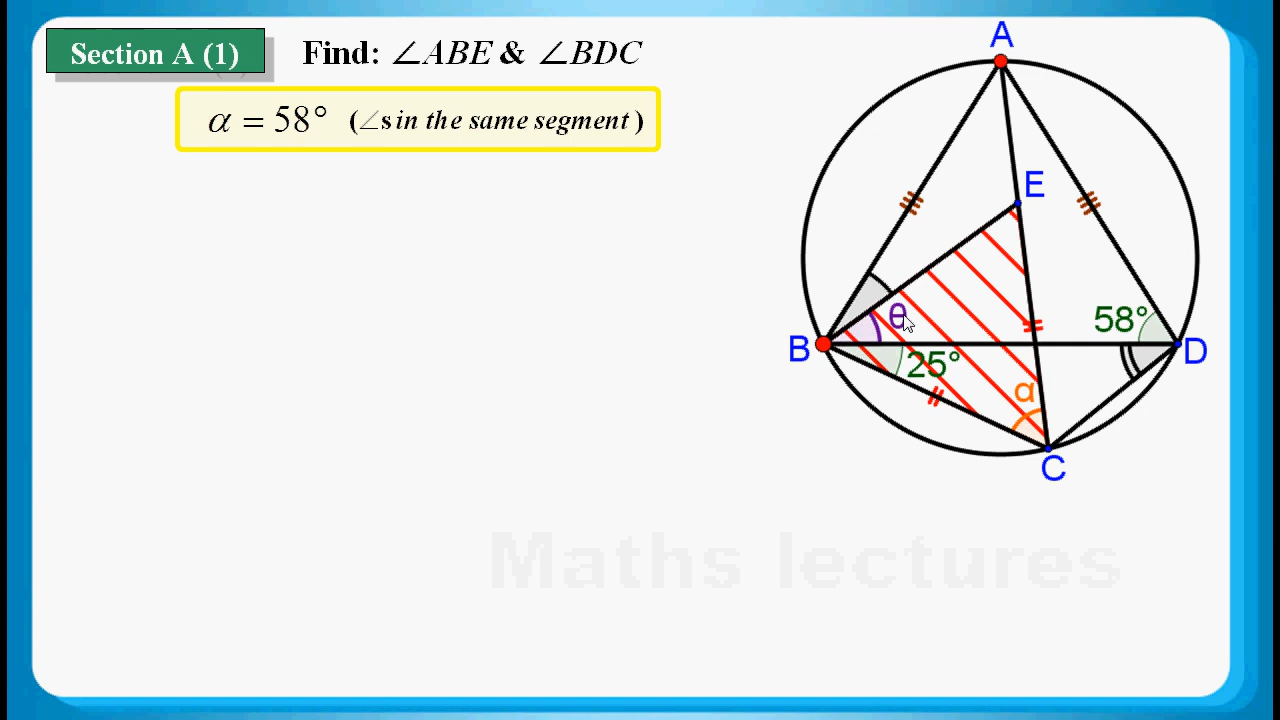 Section A (1) Find: ∠ABE & ∠BDC
α = 58° (∠s in the same segment)
A
E
θ
58°
B
D
25°
α
C
Maths lectures